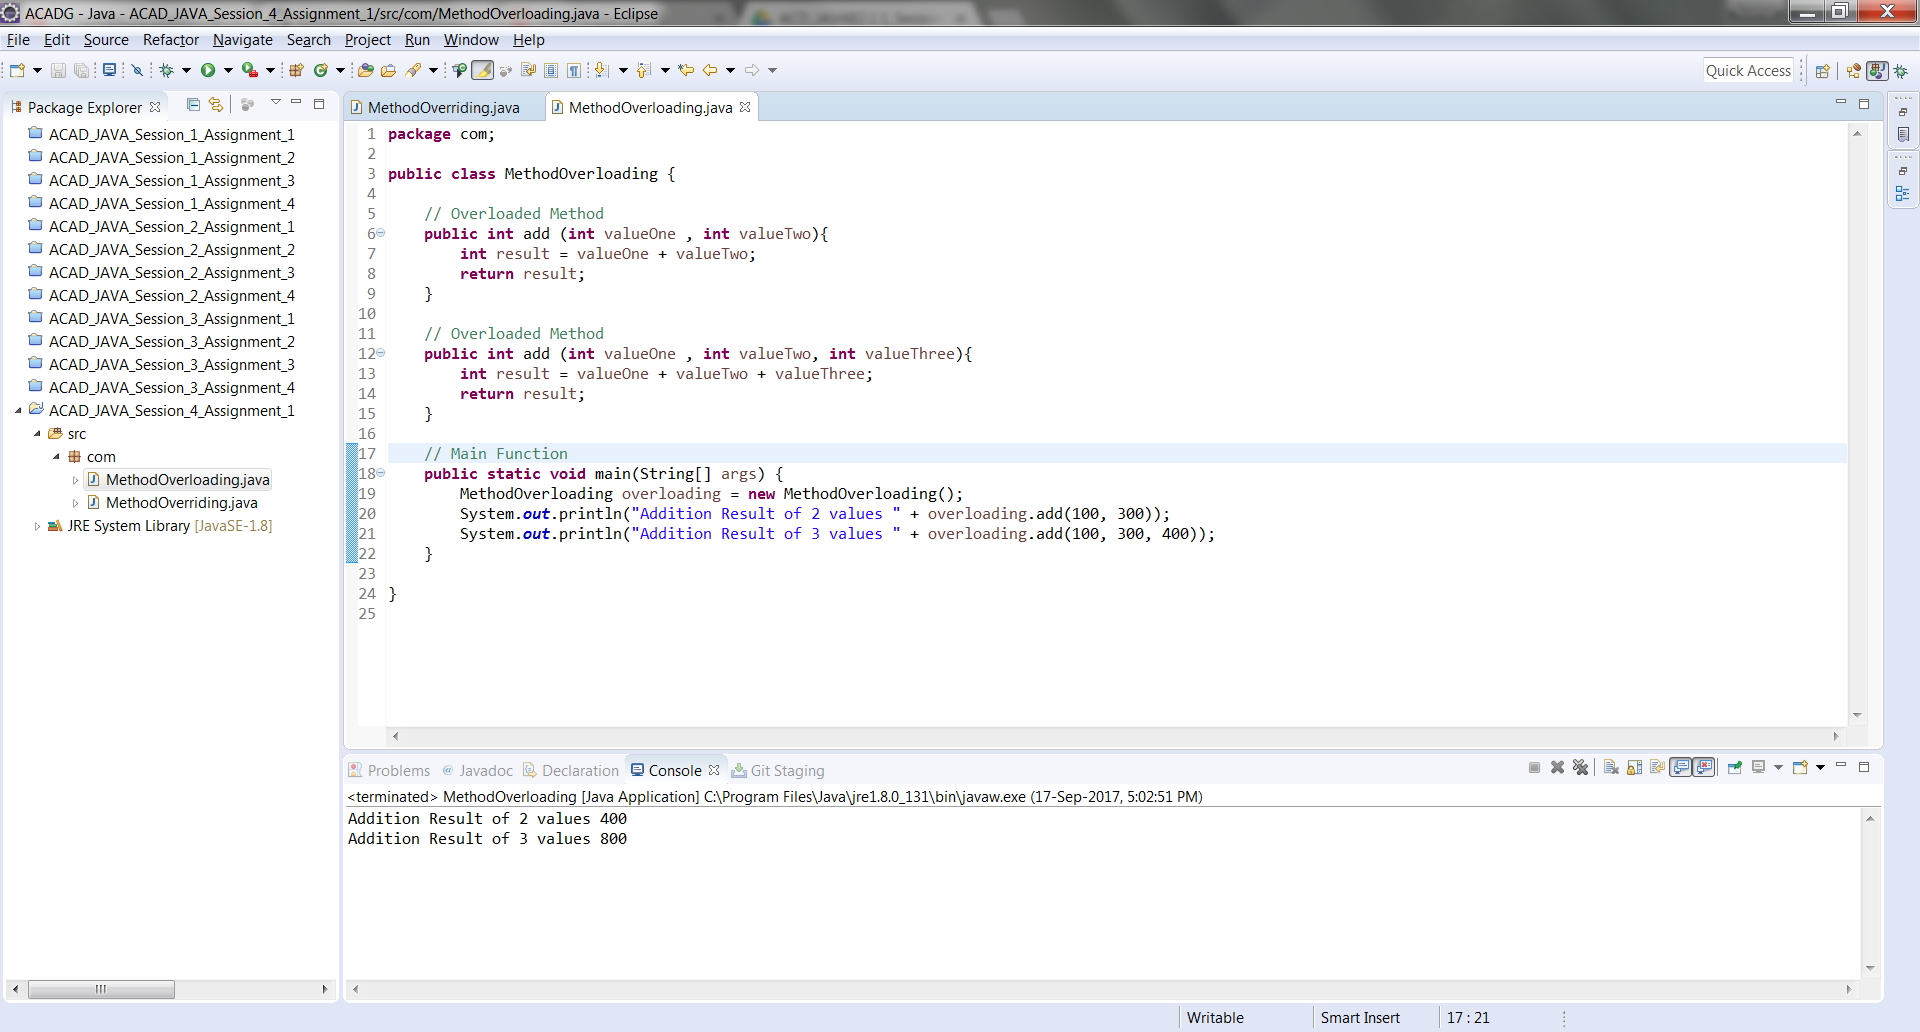 ACADG - Java - ACAD_JAVA_Session_4_Assignment_1/src/com/MethodOverloading.java - Eclipse
File Edit Source Refactor Navigate Search Project Run Window Help
Quick Access
Package Explorer
ACAD_JAVA_Session_1_Assignment_1
ACAD_JAVA_Session_1_Assignment_2
ACAD_JAVA_Session_1_Assignment_3
ACAD_JAVA_Session_1_Assignment_4
ACAD_JAVA_Session_2_Assignment_1
ACAD_JAVA_Session_2_Assignment_2
ACAD_JAVA_Session_2_Assignment_3
ACAD_JAVA_Session_2_Assignment_4
ACAD_JAVA_Session_3_Assignment_1
ACAD_JAVA_Session_3_Assignment_2
ACAD_JAVA_Session_3_Assignment_3
ACAD_JAVA_Session_3_Assignment_4
ACAD_JAVA_Session_4_Assignment_1
src
com
MethodOverloading.java
MethodOverriding.java
JRE System Library [JavaSE-1.8]
MethodOverriding.java MethodOverloading.java
1 package com;
2
3 public class MethodOverloading {
4
5     // Overloaded Method
6     public int add (int valueOne , int valueTwo){
7         int result = valueOne + valueTwo;
8         return result;
9     }
10
11     // Overloaded Method
12     public int add (int valueOne , int valueTwo, int valueThree){
13         int result = valueOne + valueTwo + valueThree;
14         return result;
15     }
16
17     // Main Function
18     public static void main(String[] args) {
19         MethodOverloading overloading = new MethodOverloading();
20         System.out.println("Addition Result of 2 values " + overloading.add(100, 300));
21         System.out.println("Addition Result of 3 values " + overloading.add(100, 300, 400));
22     }
23
24 }
25
Problems @ Javadoc Declaration Console Git Staging
<terminated> MethodOverloading [Java Application] C:\Program Files\Java\jre1.8.0_131\bin\javaw.exe (17-Sep-2017, 5:02:51 PM)
Addition Result of 2 values 400
Addition Result of 3 values 800
Writable Smart Insert 17 : 21